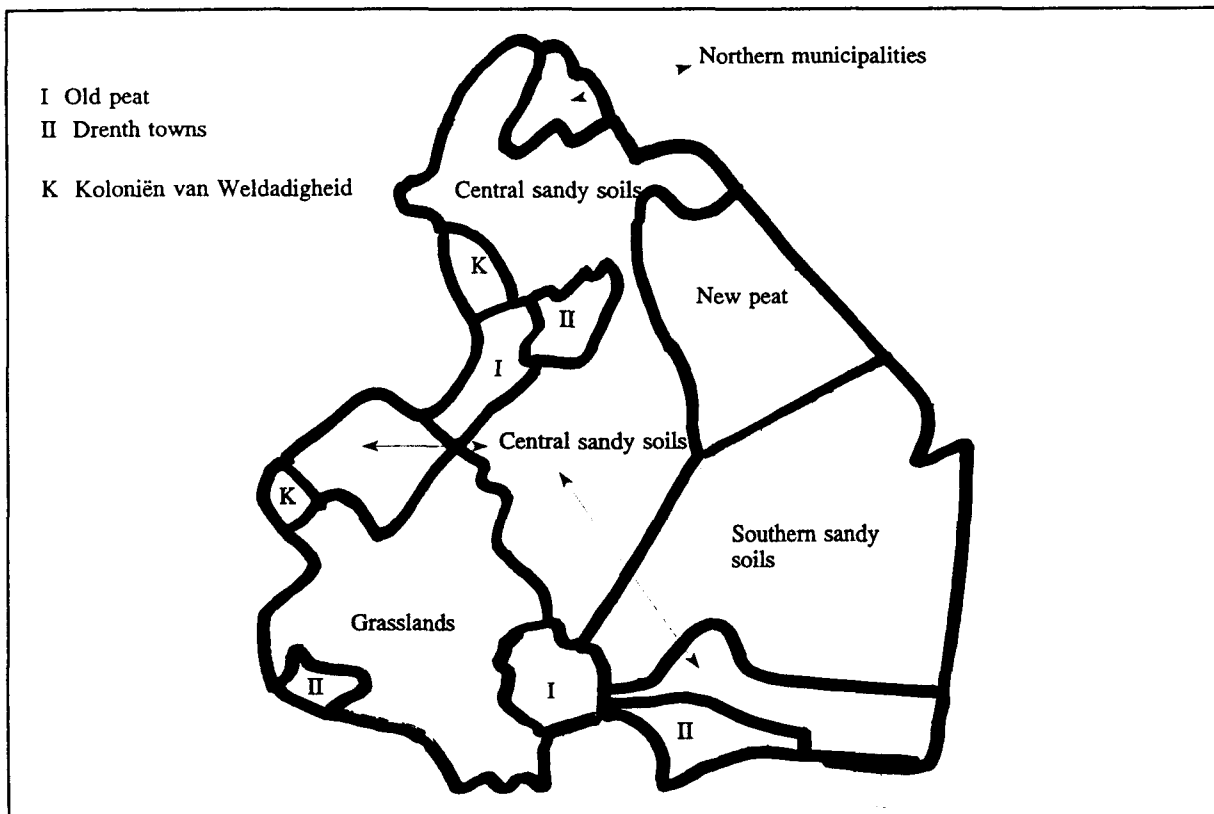 Northern municipalities
I Old peat
II Drenth towns
K Koloniën van Weldadigheid
Central sandy soils
K
New peat
II
I
Central sandy soils
K
Southern sandy
soils
Grasslands
II
I
II